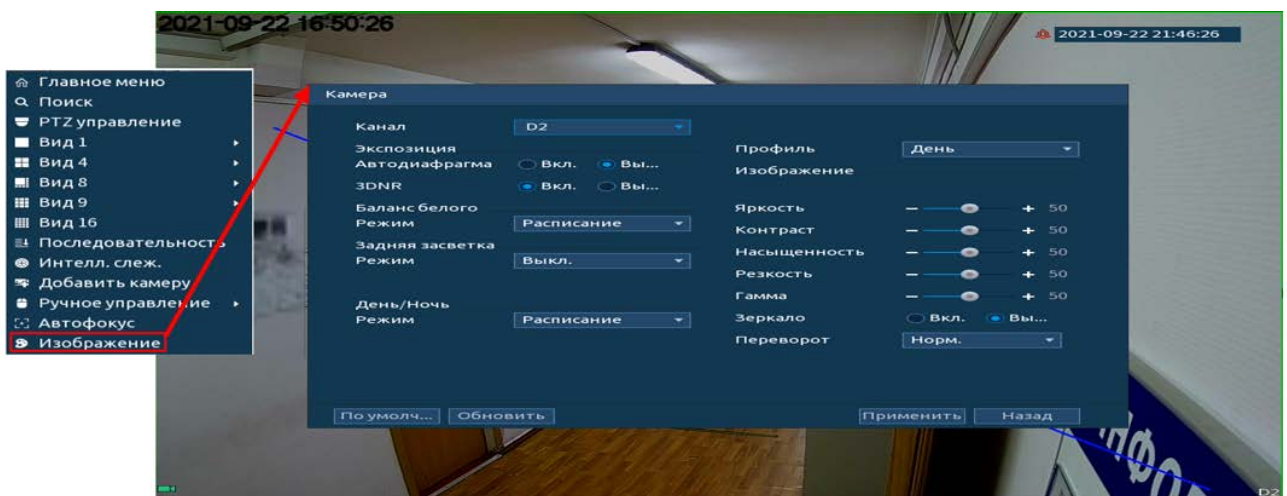 2021-09-22 16:50:26
2021-09-22 21:46:26
Главное меню
Поиск
PTZ управление
Вид 1
Вид 4
Вид 8
Вид 9
Вид 16
Последовательность
Интелл. слеж.
Добавить камеру
Ручное управление
Автофокус
Изображение
Камера
Канал D2
Экспозиция
Автодиафрагма Вкл. Вы...
3DNR Вкл. Вы...
Баланс белого
Режим Расписание
Задняя засветка
Режим Выкл.
День/Ночь
Режим Расписание
Профиль День
Изображение
Яркость 50
Контраст 50
Насыщенность 50
Резкость 50
Гамма 50
Зеркало Вкл. Вы...
Переворот Норм.
По умолч... Обновить Применить Назад
ИНФО
D2